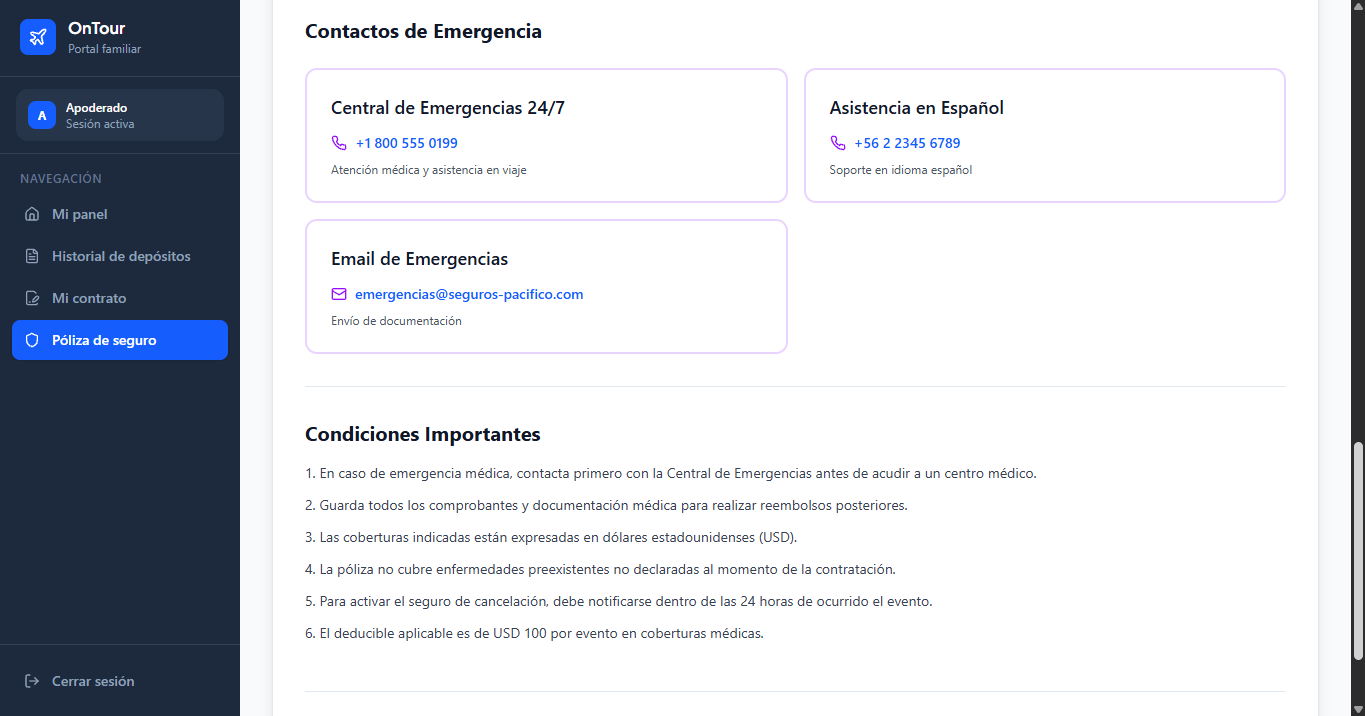 OnTour
Portal familiar
A
Apoderado
Sesión activa
NAVEGACIÓN
Mi panel
Historial de depósitos
Mi contrato
Póliza de seguro
Cerrar sesión
Contactos de Emergencia
Central de Emergencias 24/7
+1 800 555 0199
Atención médica y asistencia en viaje
Asistencia en Español
+56 2 2345 6789
Soporte en idioma español
Email de Emergencias
emergencias@seguros-pacifico.com
Envío de documentación
Condiciones Importantes
1. En caso de emergencia médica, contacta primero con la Central de Emergencias antes de acudir a un centro médico.
2. Guarda todos los comprobantes y documentación médica para realizar reembolsos posteriores.
3. Las coberturas indicadas están expresadas en dólares estadounidenses (USD).
4. La póliza no cubre enfermedades preexistentes no declaradas al momento de la contratación.
5. Para activar el seguro de cancelación, debe notificarse dentro de las 24 horas de ocurrido el evento.
6. El deducible aplicable es de USD 100 por evento en coberturas médicas.